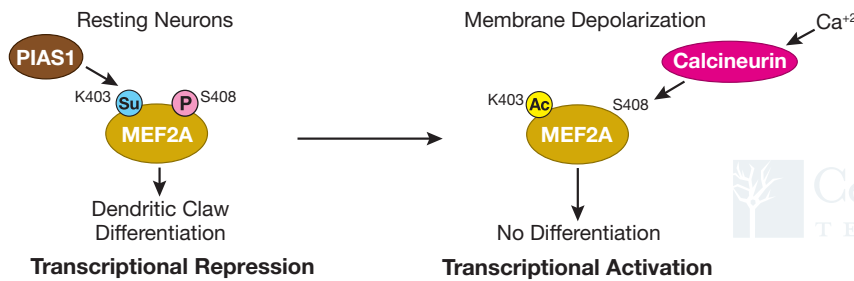 Resting Neurons
Membrane Depolarization
Ca+2
PIAS1
Calcineurin
K403
Su
P
S408
K403
Ac
S408
MEF2A
MEF2A
Dendritic Claw
Differentiation
No Differentiation
Transcriptional Repression
Transcriptional Activation